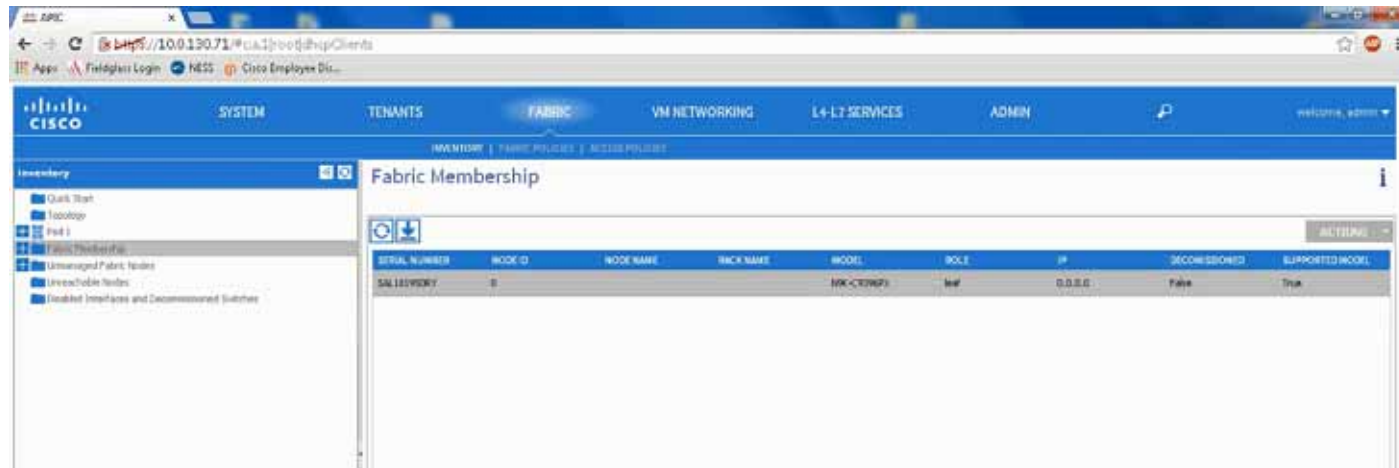 APIC
https://10.0.130.71/#
Apps Fieldglass Login NESS Cisco Employee Dis...
CISCO SYSTEM TENANTS FABRIC VM NETWORKING L4-L7 SERVICES ADMIN welcome, admin
INVENTORY | FABRIC POLICIES | ACCESS POLICIES
Inventory
Quick Start
Topology
Pod 1
Fabric Membership
Unmanaged Fabric Nodes
Unreachable Nodes
Disabled Interfaces and Decommissioned Switches
Fabric Membership
i
ACTIONS
SERIAL NUMBER NODE ID NODE NAME RACK NAME MODEL ROLE IP DECOMISSIONED SUPPORTED MODEL
0 leaf 0.0.0.0 False True